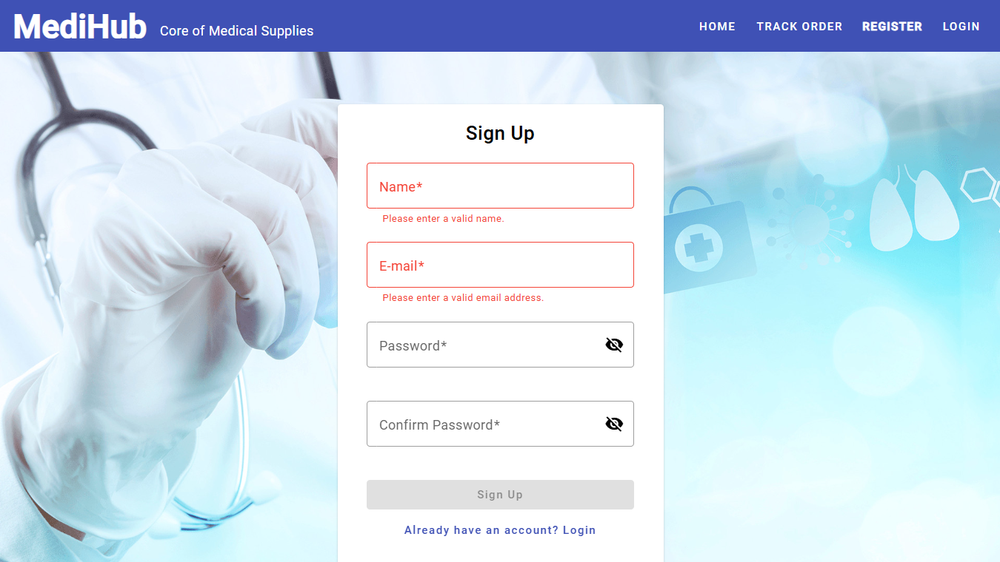 MediHub Core of Medical Supplies HOME TRACK ORDER REGISTER LOGIN
Sign Up
Name*
Please enter a valid name.
E-mail*
Please enter a valid email address.
Password*
Confirm Password*
Sign Up
Already have an account? Login